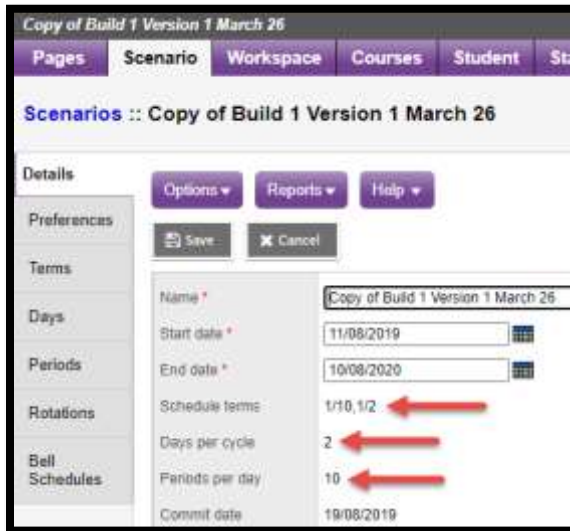 Copy of Build 1 Version 1 March 26
Pages Scenario Workspace Courses Student Sta
Scenarios :: Copy of Build 1 Version 1 March 26
Details
Options Reports Help
Preferences
Save Cancel
Terms
Name * Copy of Build 1 Version 1 March 26
Days
Start date * 11/08/2019
Periods
End date * 10/08/2020
Rotations
Schedule terms 1/10,1/2
Days per cycle 2
Bell Schedules
Periods per day 10
Commit date 19/08/2019